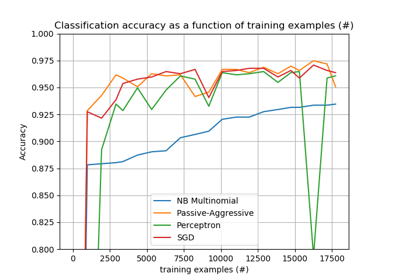 Classification accuracy as a function of training examples (#)
1.000
0.975
0.950
0.925
0.900
0.875
0.850
0.825
0.800
Accuracy
NB Multinomial
Passive-Aggressive
Perceptron
SGD
0 2500 5000 7500 10000 12500 15000 17500
training examples (#)